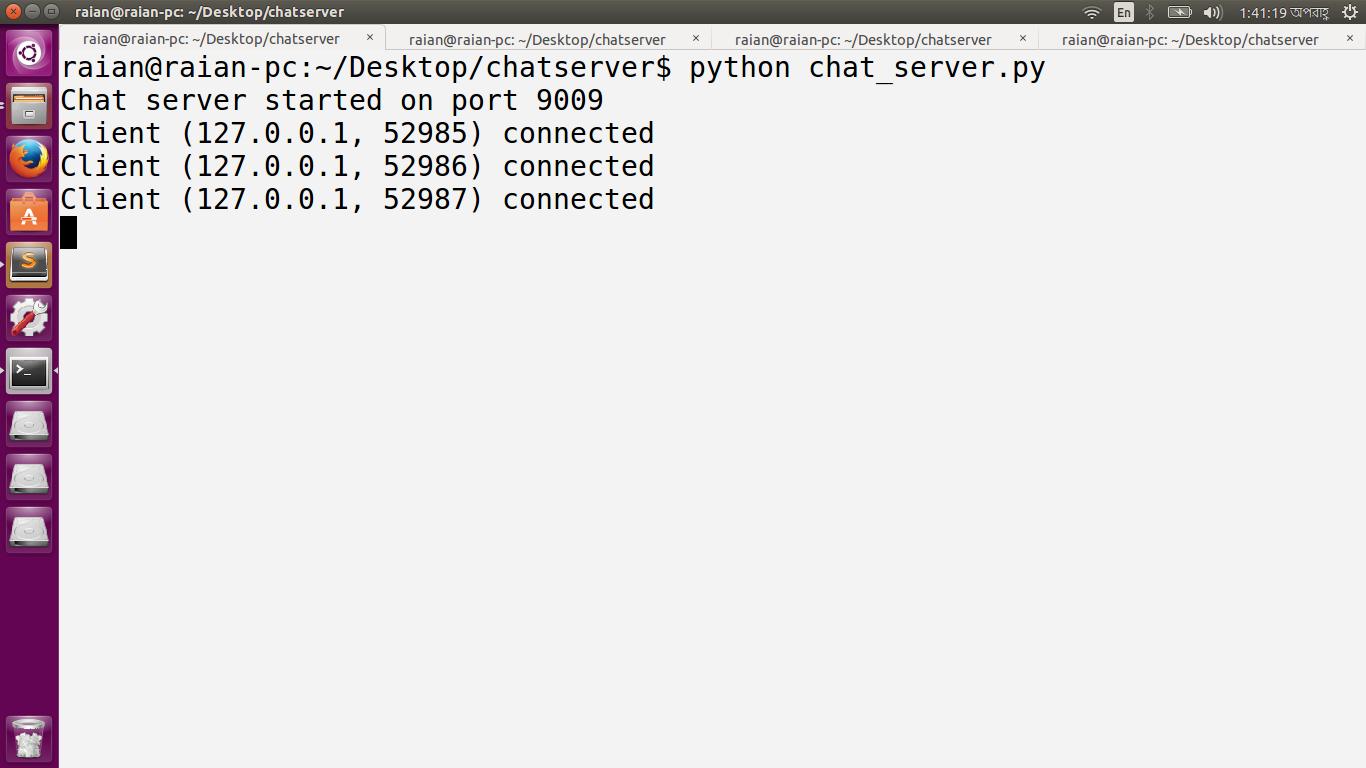 raian@raian-pc: ~/Desktop/chatserver
En
1:41:19 অপরাহ্ণ
raian@raian-pc: ~/Desktop/chatserver × raian@raian-pc: ~/Desktop/chatserver × raian@raian-pc: ~/Desktop/chatserver × raian@raian-pc: ~/Desktop/chatserver ×
raian@raian-pc:~/Desktop/chatserver$ python chat_server.py
Chat server started on port 9009
Client (127.0.0.1, 52985) connected
Client (127.0.0.1, 52986) connected
Client (127.0.0.1, 52987) connected